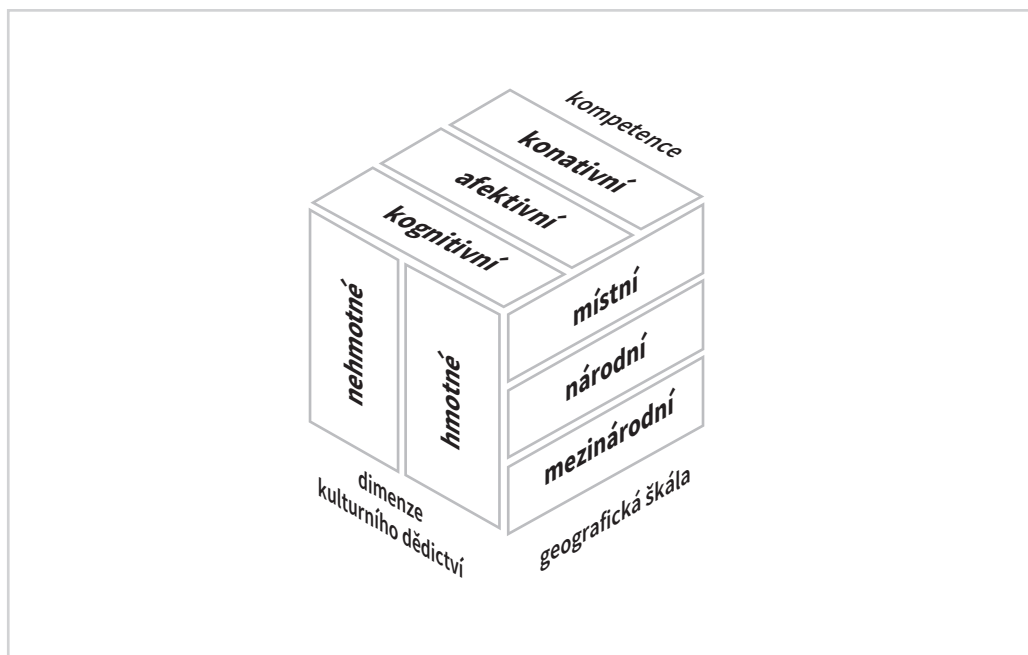 kompetence
konativní
afektivní
kognitivní
nehmotné
hmotné
místní
národní
mezinárodní
dimenze
kulturního dědictví
geografická škála